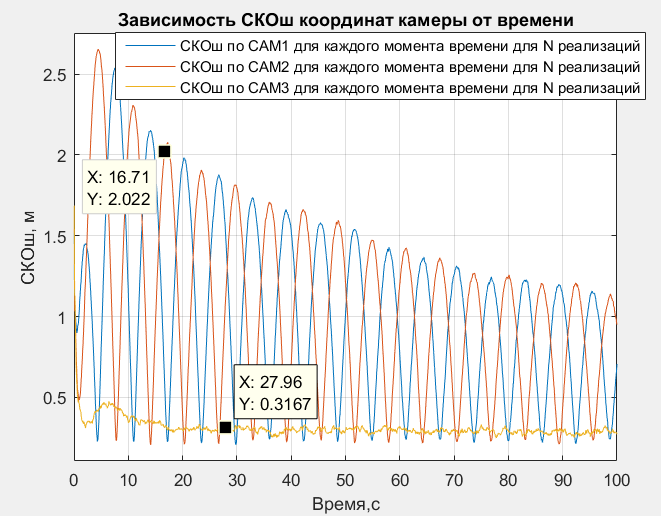 Зависимость СКОш координат камеры от времени
СКОш по CAM1 для каждого момента времени для N реализаций
СКОш по CAM2 для каждого момента времени для N реализаций
СКОш по CAM3 для каждого момента времени для N реализаций
2.5
2
1.5
1
0.5
СКОш, м
X: 16.71
Y: 2.022
X: 27.96
Y: 0.3167
0 10 20 30 40 50 60 70 80 90 100
Время,с